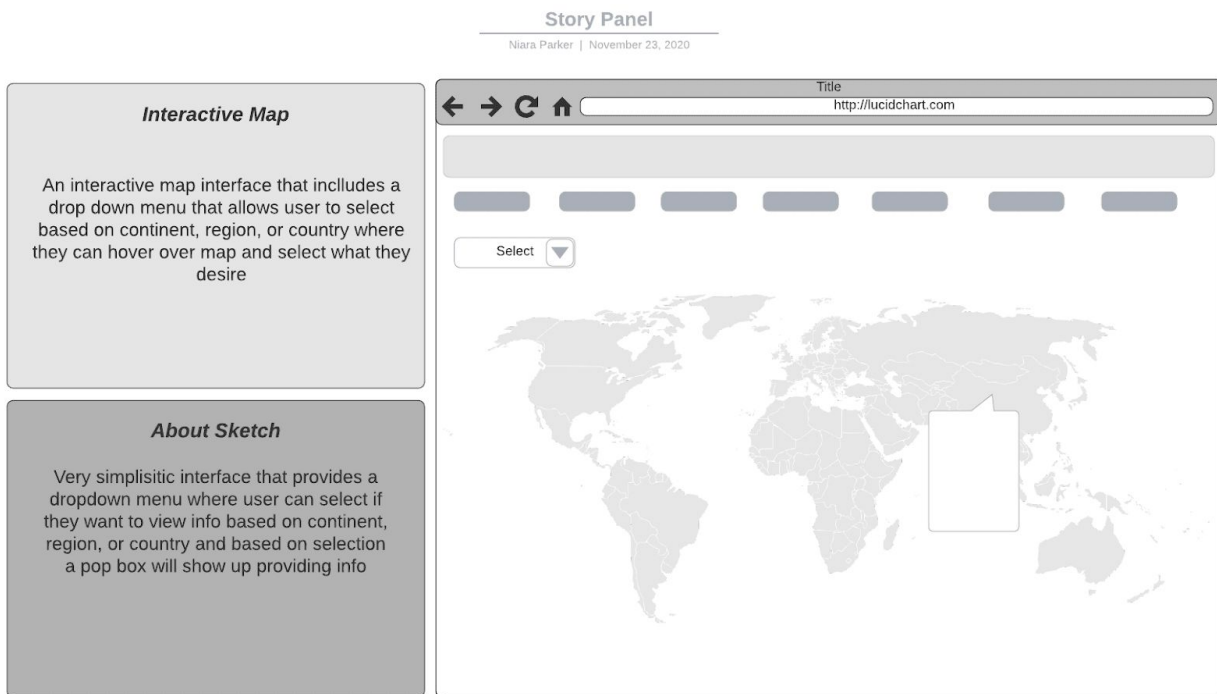 Story Panel
Niara Parker | November 23, 2020
Interactive Map
An interactive map interface that inclludes a
drop down menu that allows user to select
based on continent, region, or country where
they can hover over map and select what they
desire
About Sketch
Very simplisitic interface that provides a
dropdown menu where user can select if
they want to view info based on continent,
region, or country and based on selection
a pop box will show up providing info
Title
http://lucidchart.com
Select